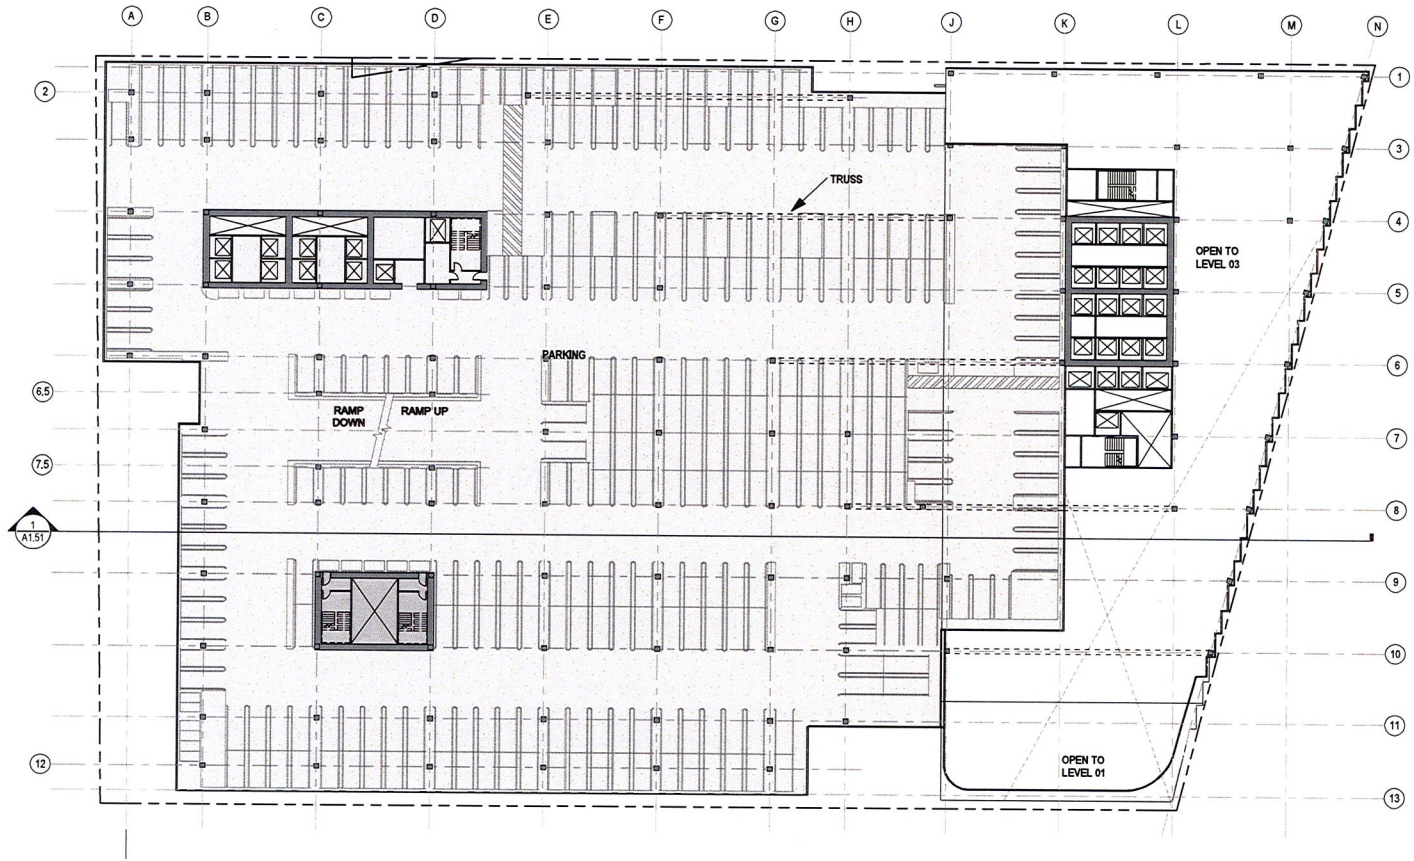 A
B
C
D
E
F
G
H
J
K
L
M
N
1
2
3
TRUSS
4
OPEN TO
LEVEL 03
5
PARKING
6
6.5
RAMP
DOWN
RAMP UP
7
7.5
8
1
A1.51
9
10
11
OPEN TO
LEVEL 01
12
13